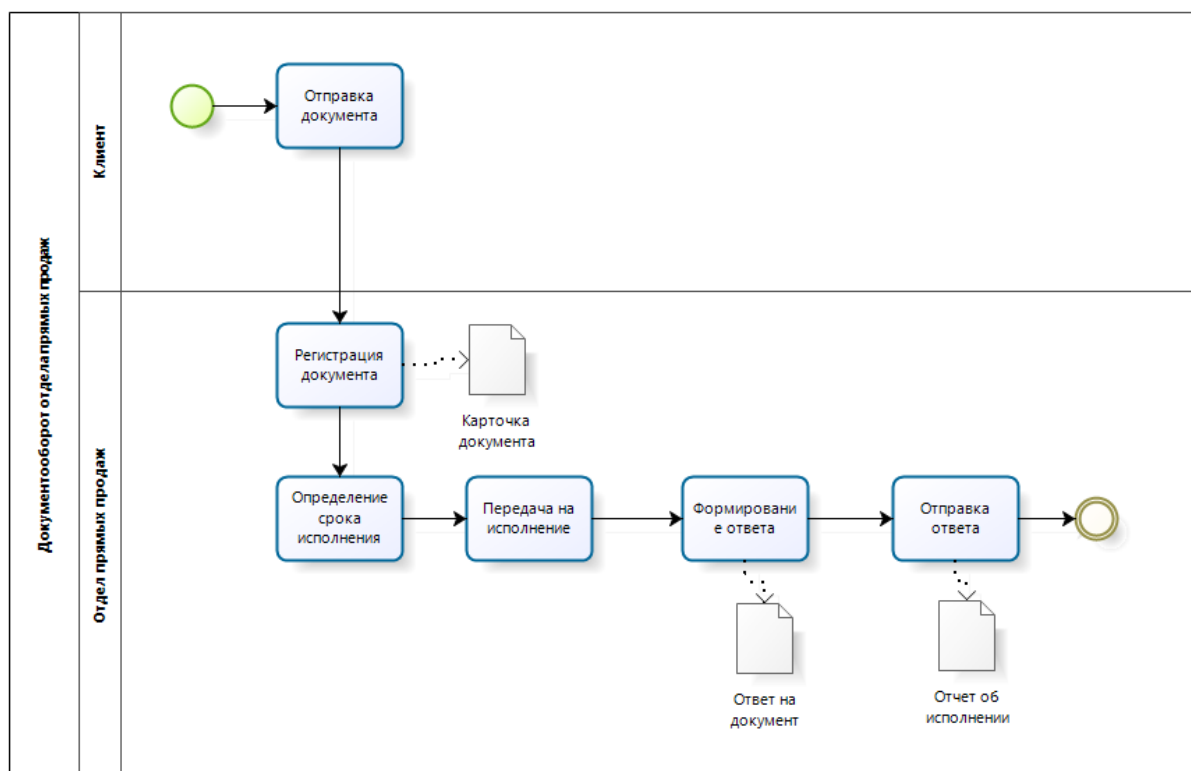 Документооборот отдела прямых продаж
Клиент
Отправка
документа
Отдел прямых продаж
Регистрация
документа
Карточка
документа
Определение
срока
исполнения
Передача на
исполнение
Формировани
е ответа
Отправка
ответа
Ответ на
документ
Отчет об
исполнении